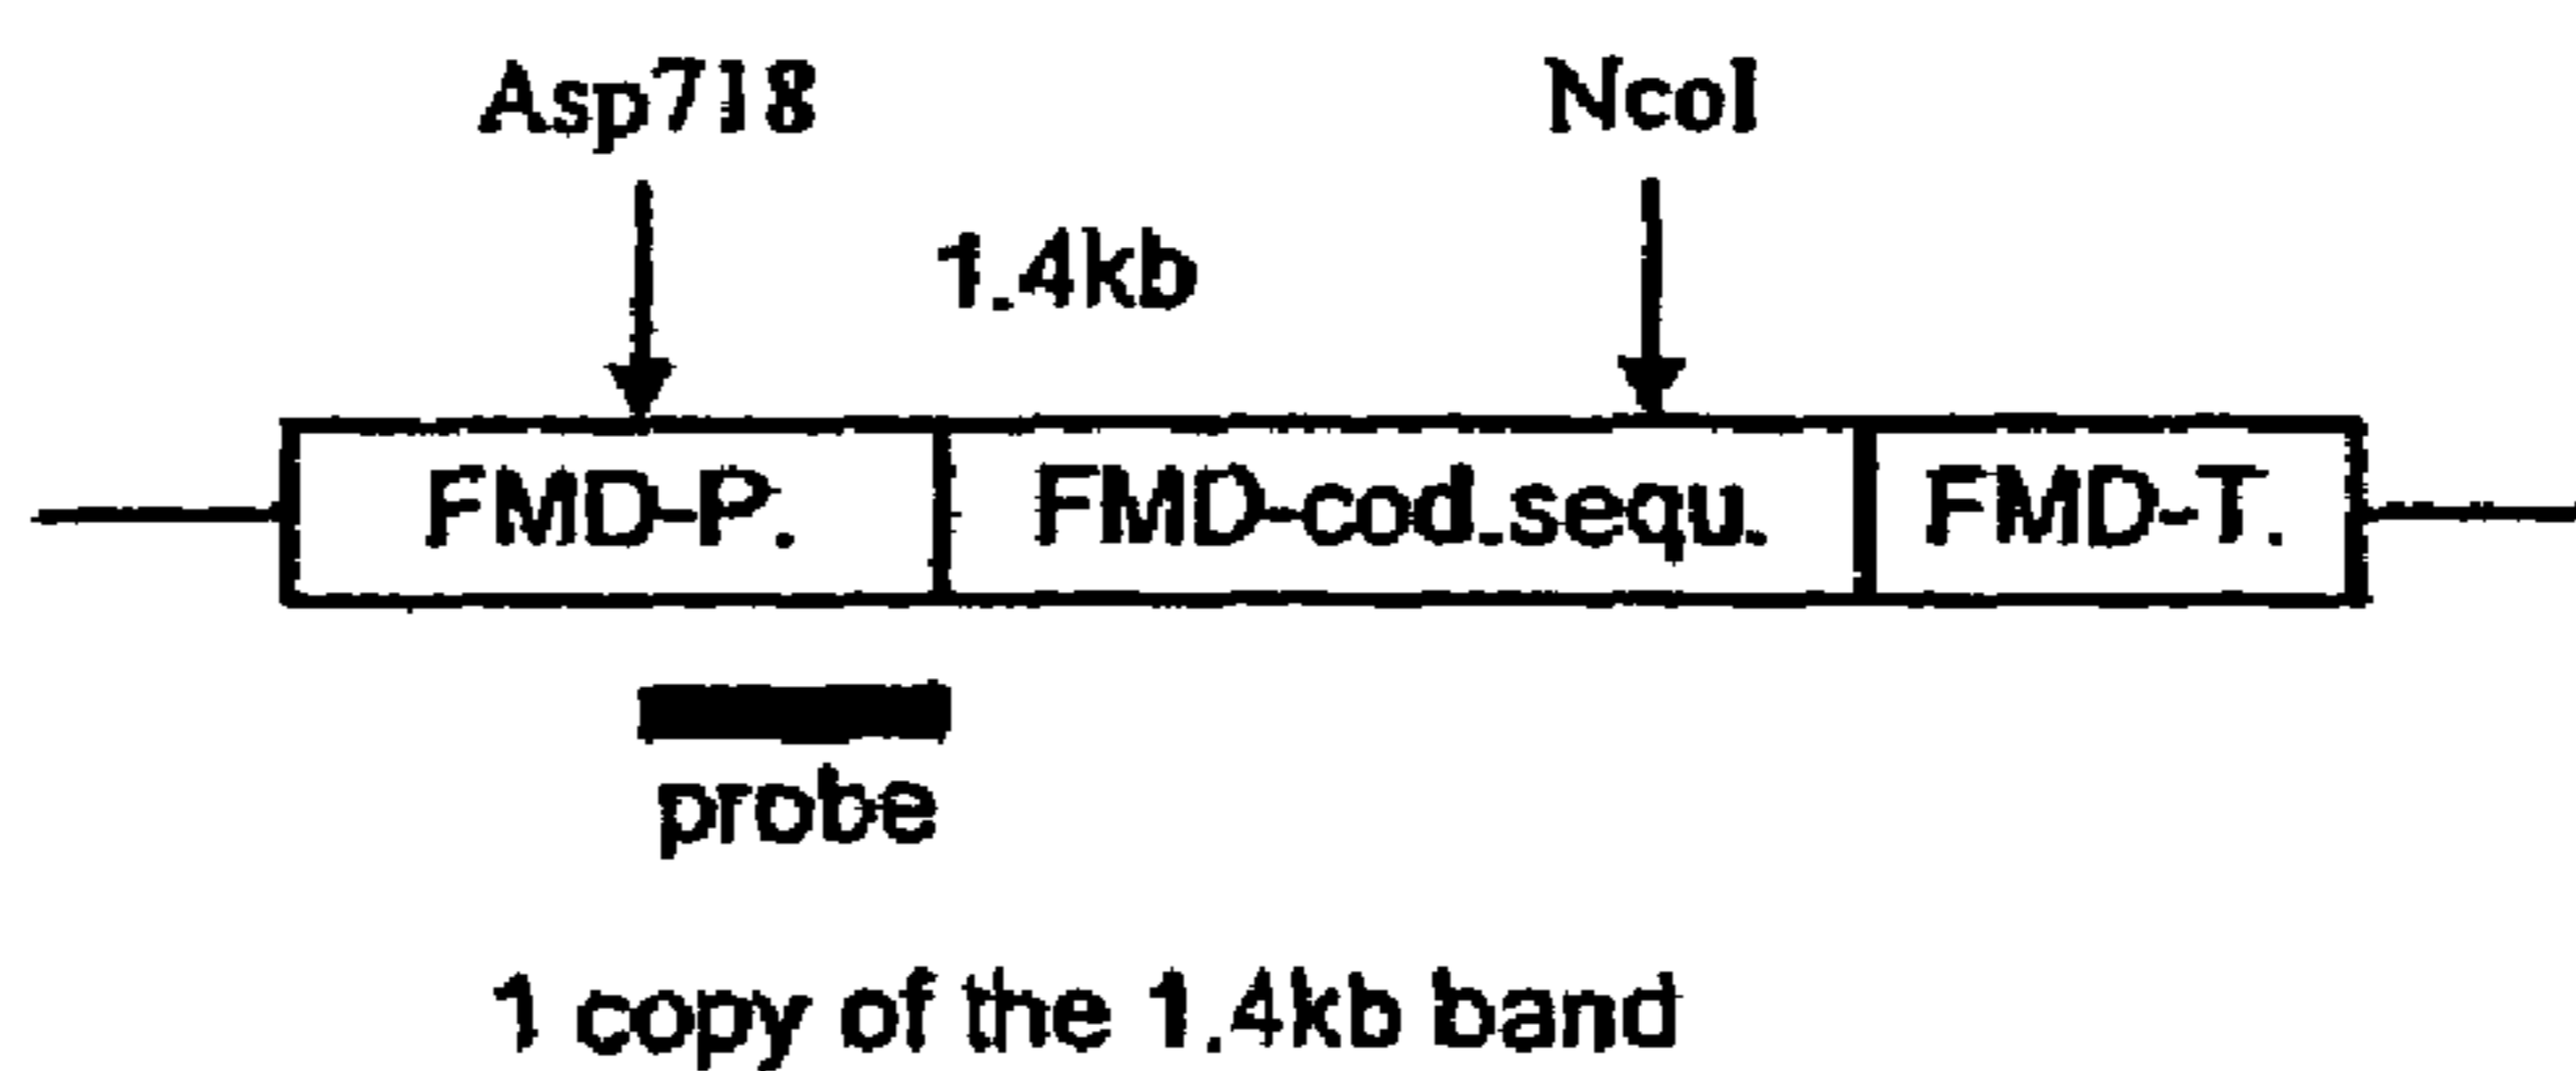 Asp718 NcoI
1.4kb
FMD-P. FMD-cod.sequ. FMD-T.
probe
1 copy of the 1.4kb band